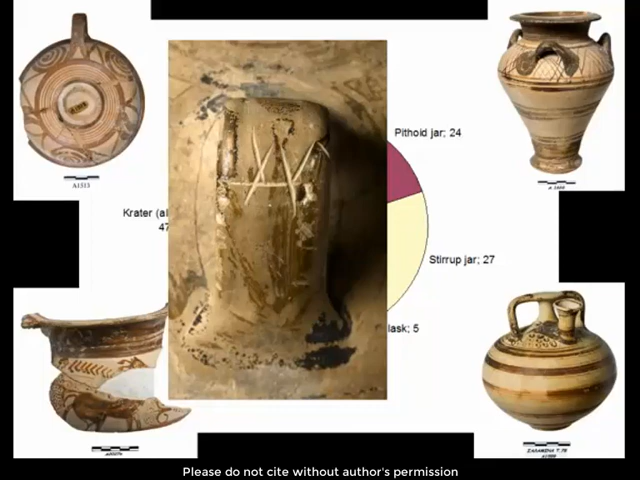 Pithoid jar; 24
A1513
Krater (al
47
Stirrup jar; 27
lask; 5
Please do not cite without author's permission